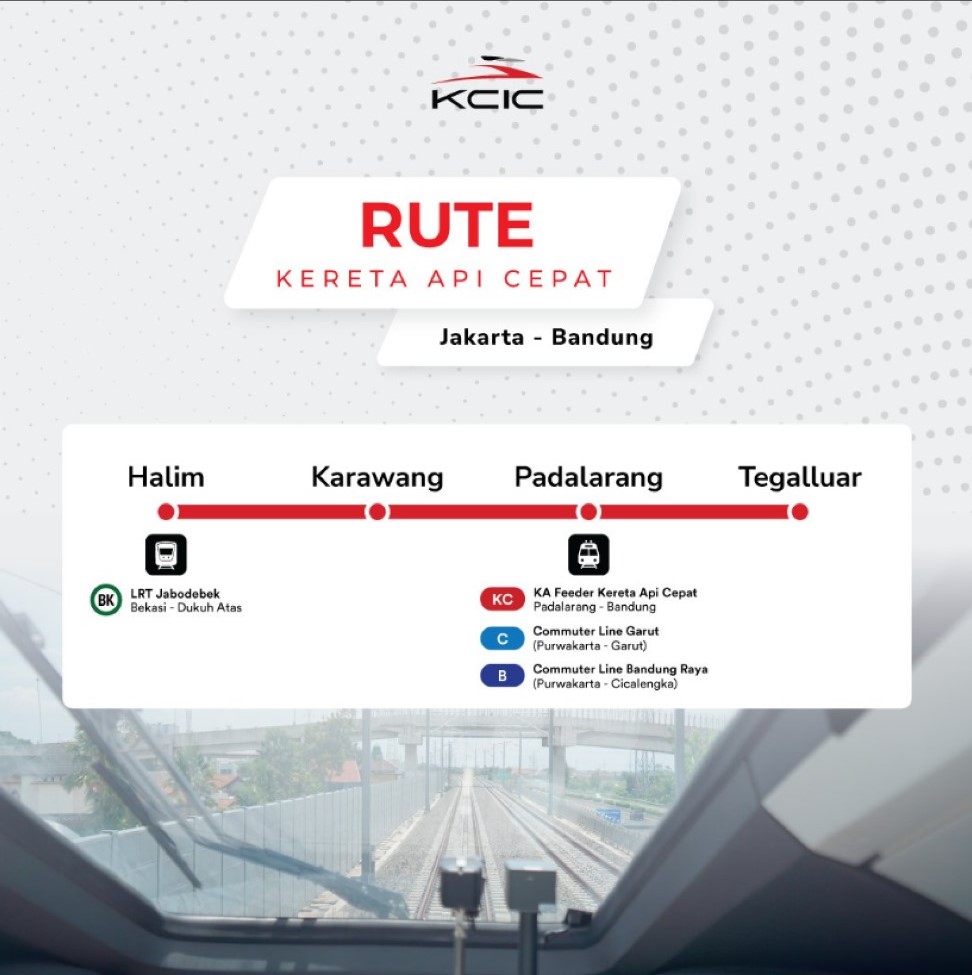 KCIC
RUTE
KERETA API CEPAT
Jakarta - Bandung
Halim
Karawang
Padalarang
Tegalluar
BK
LRT Jabodebek
Bekasi - Dukuh Atas
KC
KA Feeder Kereta Api Cepat
Padalarang - Bandung
C
Commuter Line Garut
(Purwakarta - Garut)
B
Commuter Line Bandung Raya
(Purwakarta - Cicalengka)